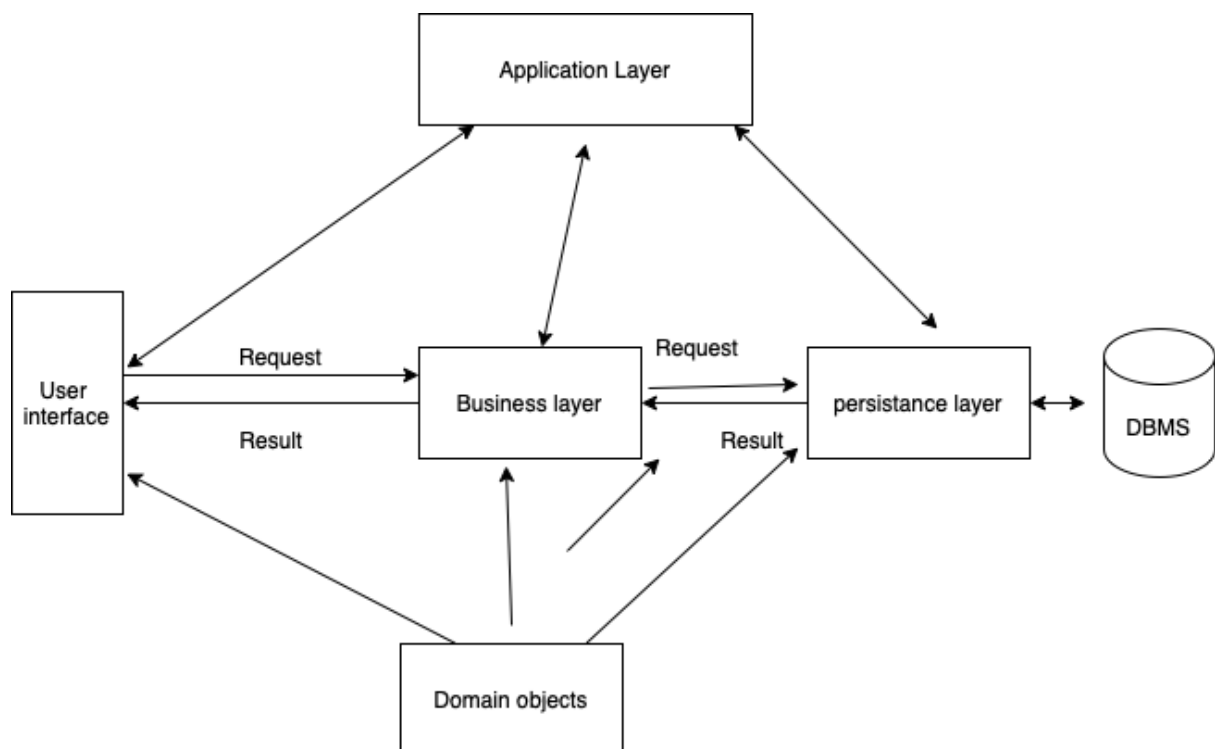 Application Layer
Request
Request
User
interface
Business layer
persistance layer
DBMS
Result
Result
Domain objects